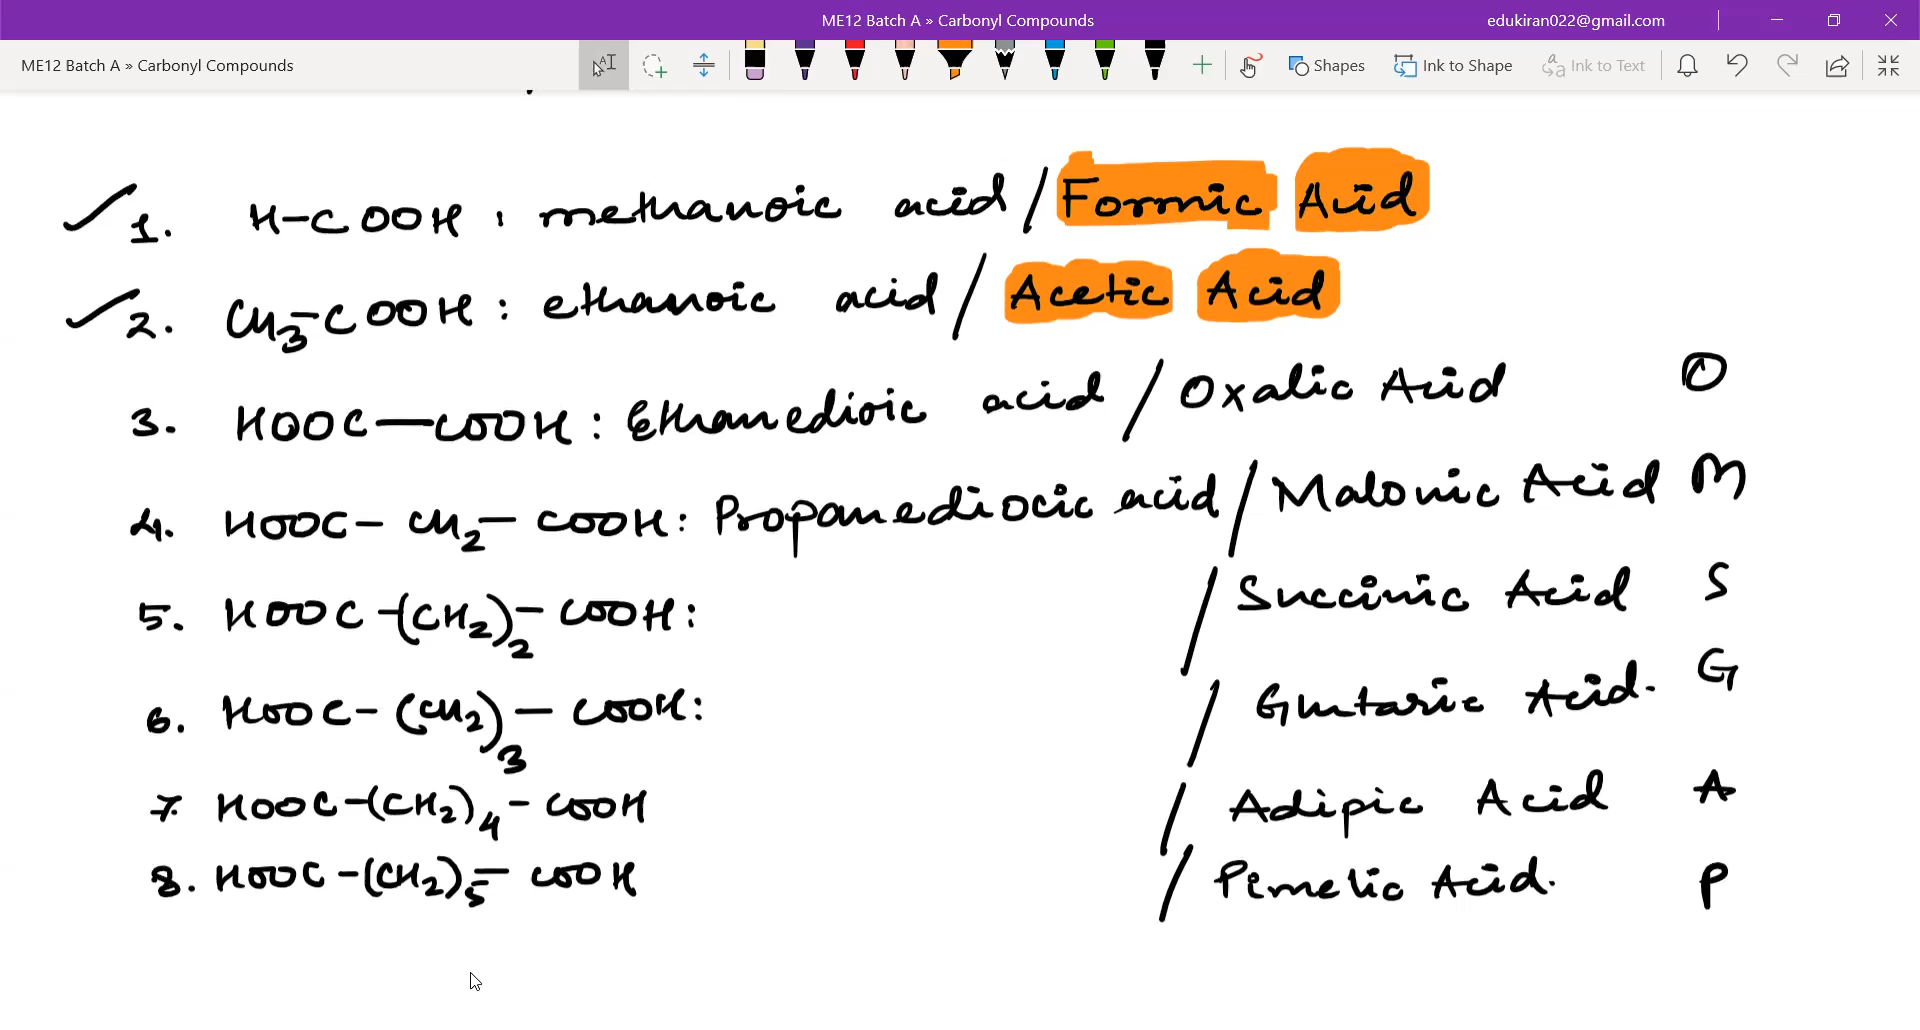 ME12 Batch A » Carbonyl Compounds edukiran022@gmail.com
ME12 Batch A » Carbonyl Compounds Shapes Ink to Shape Ink to Text
1. H-COOH : methanoic acid / Formic Acid
2. CH3-COOH : ethanoic acid / Acetic Acid
3. HOOC-COOH : Ethanedioic acid / Oxalic Acid O
4. HOOC-CH2-COOH: Propanediocic acid / Malonic Acid M
5. HOOC-(CH2)2-COOH: / Succinic Acid S
6. HOOC-(CH2)3-COOH: / Glutaric Acid. G
7. HOOC-(CH2)4-COOH / Adipic Acid A
8. HOOC-(CH2)5-COOH / Pimelic Acid. P